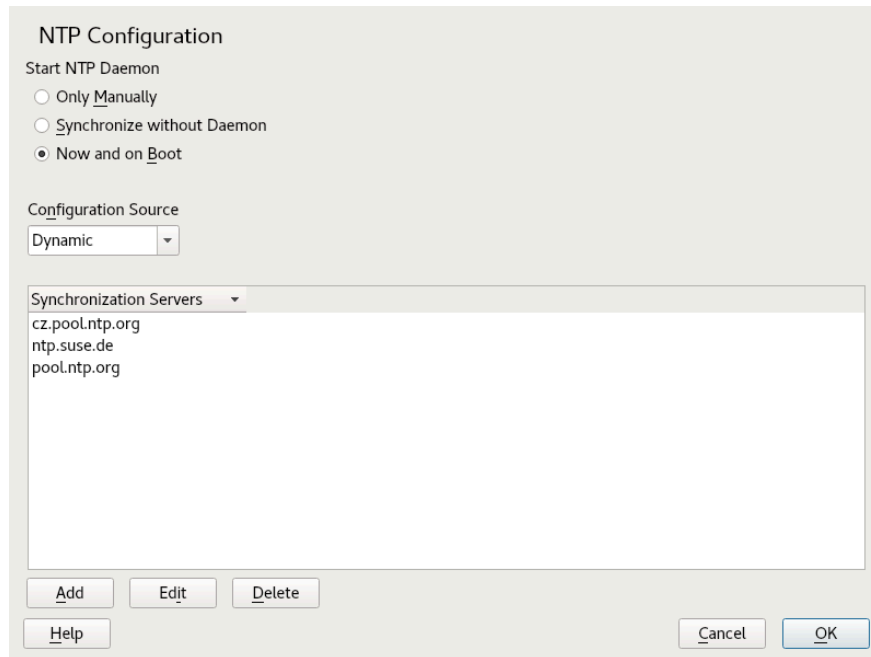 NTP Configuration
Start NTP Daemon
Only Manually
Synchronize without Daemon
Now and on Boot
Configuration Source
Dynamic
Synchronization Servers
cz.pool.ntp.org
ntp.suse.de
pool.ntp.org
Add Edit Delete
Help Cancel OK